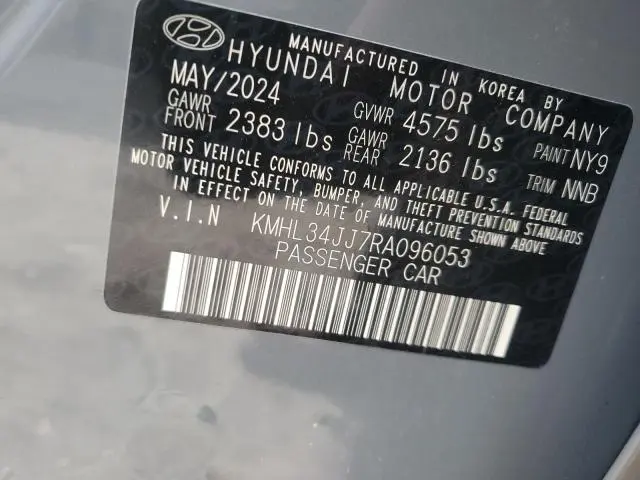 MANUFACTURED IN KOREA BY
HYUNDAI MOTOR COMPANY
MAY/2024 GVWR 4575 lbs PAINT NY9
GAWR FRONT 2383 lbs GAWR REAR 2136 lbs TRIM NNB
THIS VEHICLE CONFORMS TO ALL APPLICABLE U.S.A. FEDERAL
MOTOR VEHICLE SAFETY, BUMPER, AND THEFT PREVENTION STANDARDS
IN EFFECT ON THE DATE OF MANUFACTURE SHOWN ABOVE
V.I.N KMHL34JJ7RA096053
PASSENGER CAR